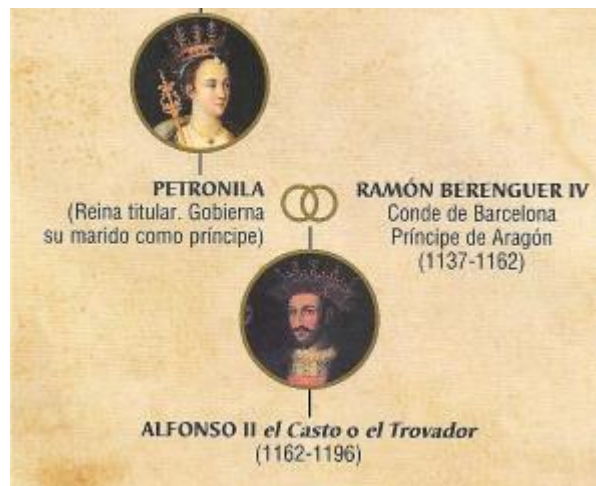 PETRONILA
(Reina titular. Gobierna
su marido como príncipe)
RAMÓN BERENGUER IV
Conde de Barcelona
Príncipe de Aragón
(1137-1162)
ALFONSO II el Casto o el Trovador
(1162-1196)